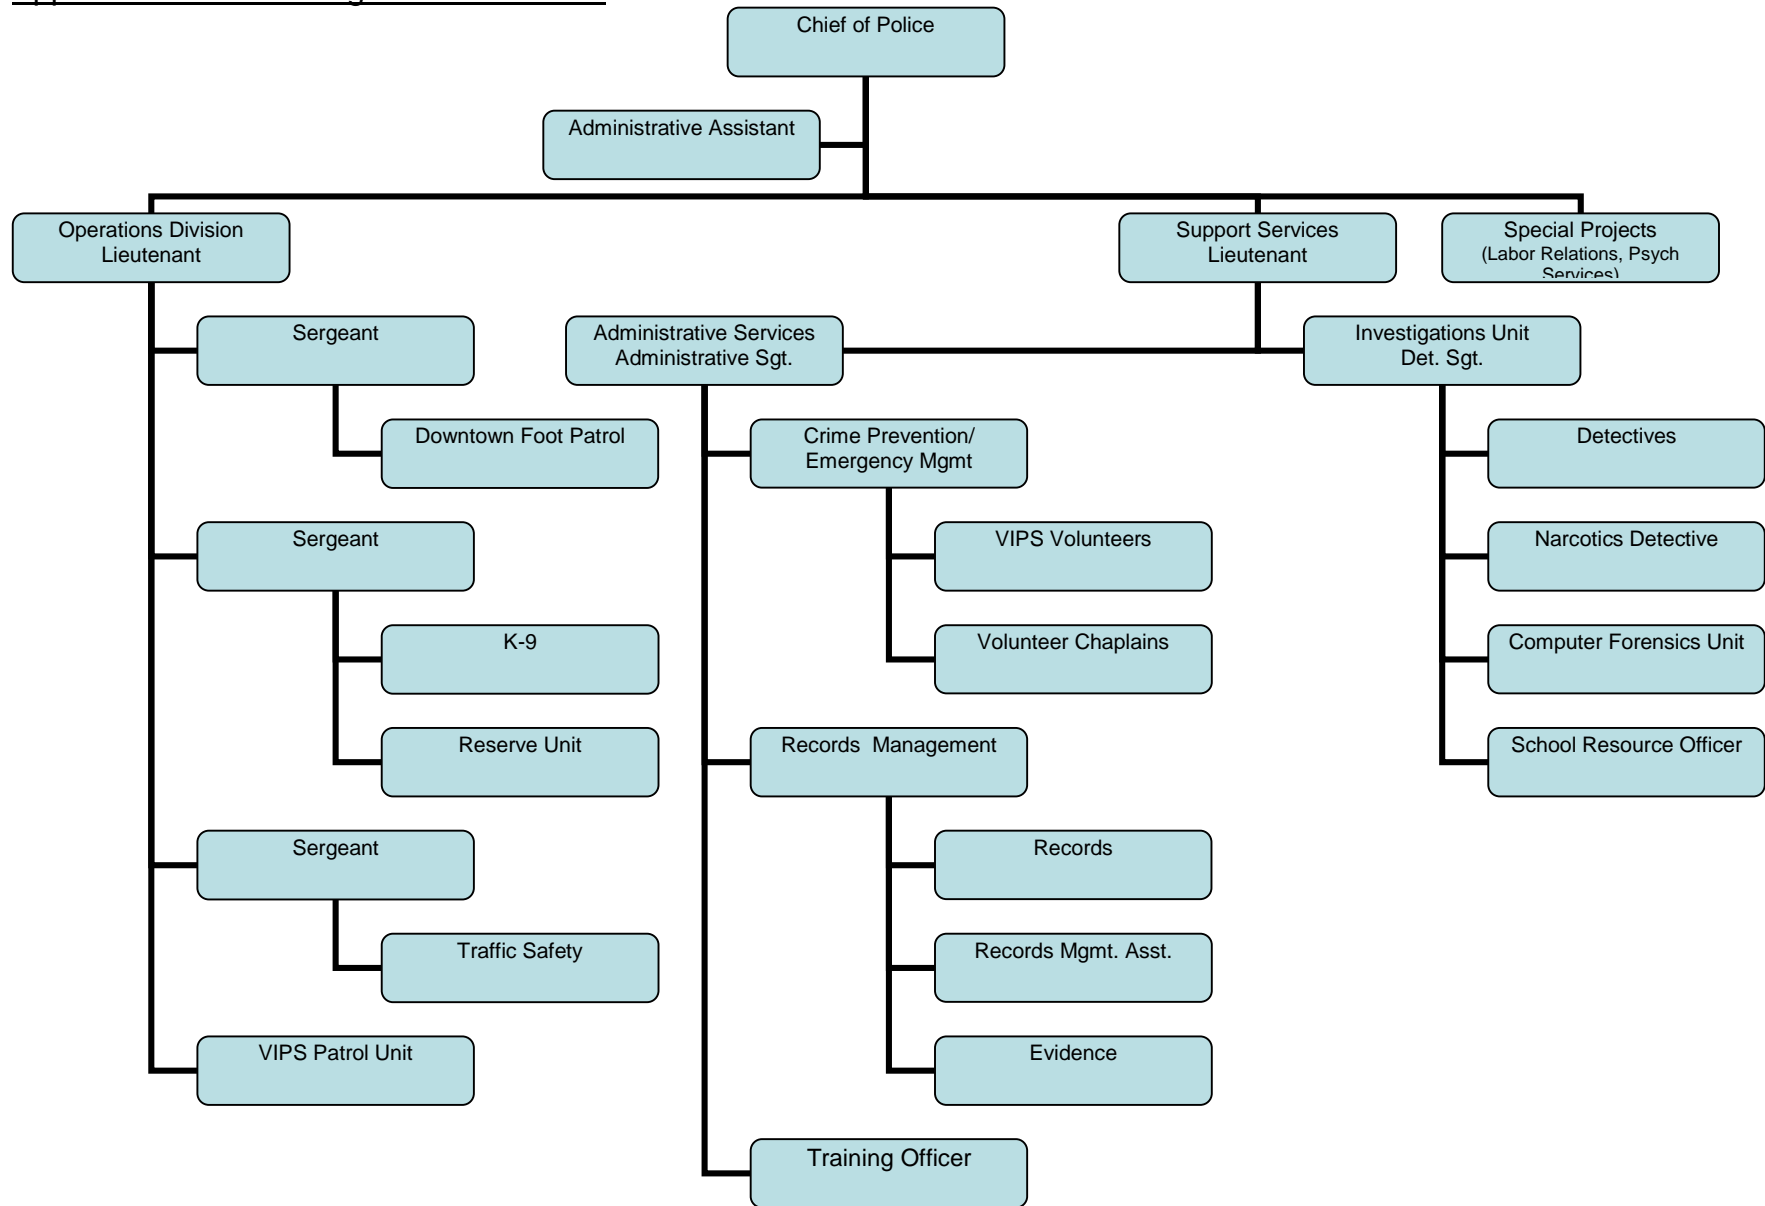 Chief of Police
Administrative Assistant
Operations Division
Lieutenant
Support Services
Lieutenant
Special Projects
(Labor Relations, Psych
Services)
Sergeant
Administrative Services
Administrative Sgt.
Investigations Unit
Det. Sgt.
Downtown Foot Patrol
Crime Prevention/
Emergency Mgmt
Detectives
Sergeant
VIPS Volunteers
Narcotics Detective
K-9
Volunteer Chaplains
Computer Forensics Unit
Reserve Unit
Records  Management
School Resource Officer
Sergeant
Records
Traffic Safety
Records Mgmt. Asst.
VIPS Patrol Unit
Evidence
Training Officer